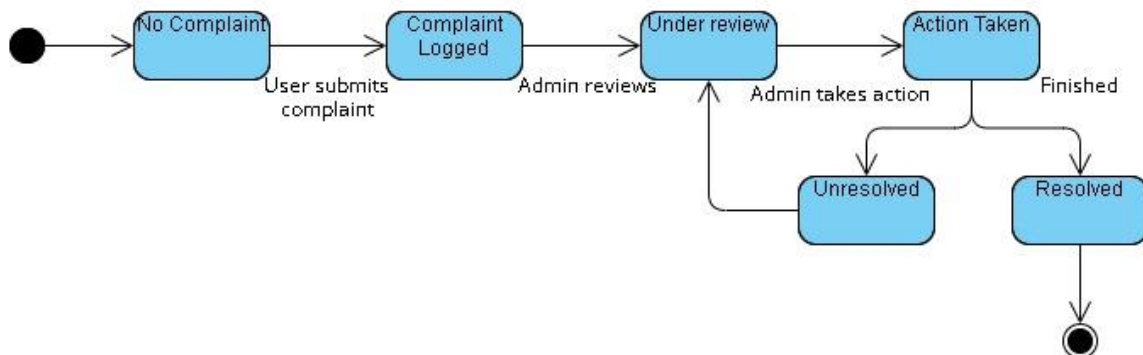 No Complaint
Complaint
Logged
Under review
Action Taken
User submits
complaint
Admin reviews
Admin takes action
Finished
Unresolved
Resolved